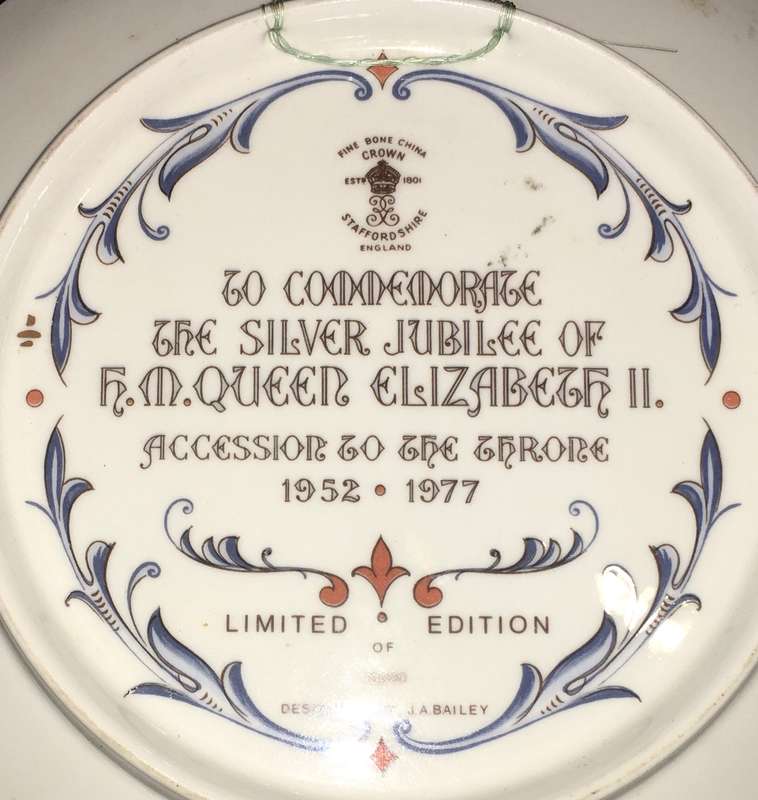 FINE BONE CHINA
CROWN
ESTD 1801
STAFFORDSHIRE
ENGLAND
TO COMMEMORATE
THE SILVER JUBILEE OF
H.M.QUEEN ELIZABETH II.
ACCESSION TO THE THRONE
1952 • 1977
LIMITED EDITION
OF
J.A.BAILEY